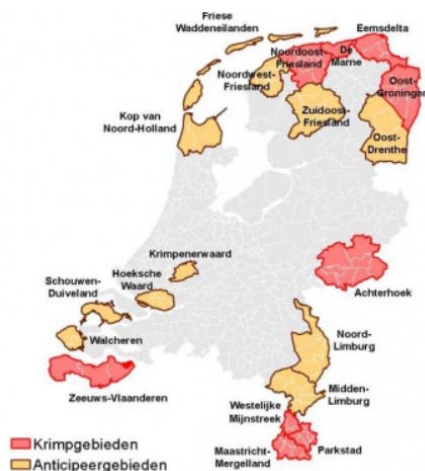 Friese
Waddeneilanden
Eemsdelta
Noordoost-
Friesland
De
Marne
Noordwest-
Friesland
Oost-
Groningen
Kop van
Noord-Holland
Zuidoost-
Friesland
Oost-
Drenthe
Krimpenerwaard
Hoeksche
Waard
Schouwen-
Duiveland
Achterhoek
Walcheren
Noord-
Limburg
Zeeuws-Vlaanderen
Midden-
Limburg
Westelijke
Mijnstreek
Maastricht-
Mergelland
Parkstad
Krimpgebieden
Anticipeergebieden